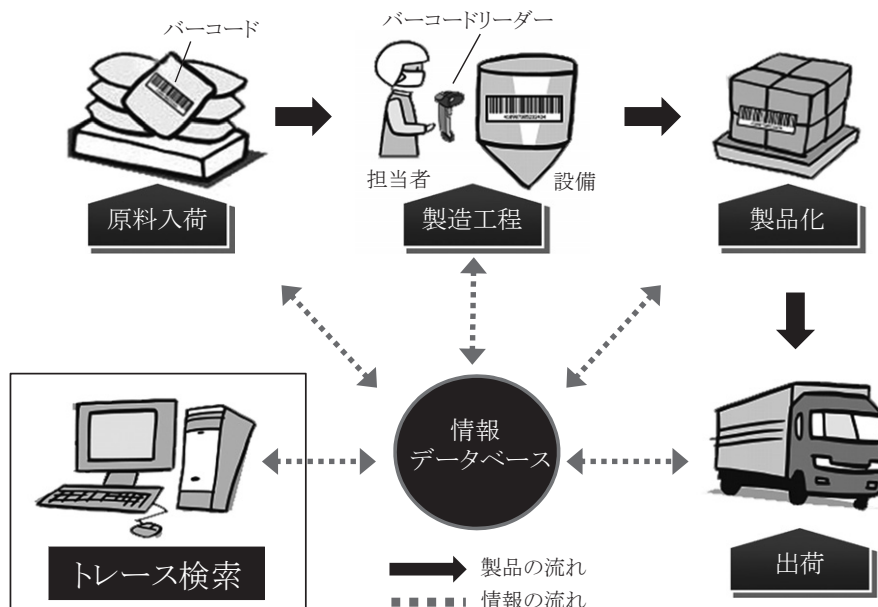 バーコード
バーコードリーダー
担当者
設備
原料入荷
製造工程
製品化
情報
データベース
トレース検索
製品の流れ
情報の流れ
出荷